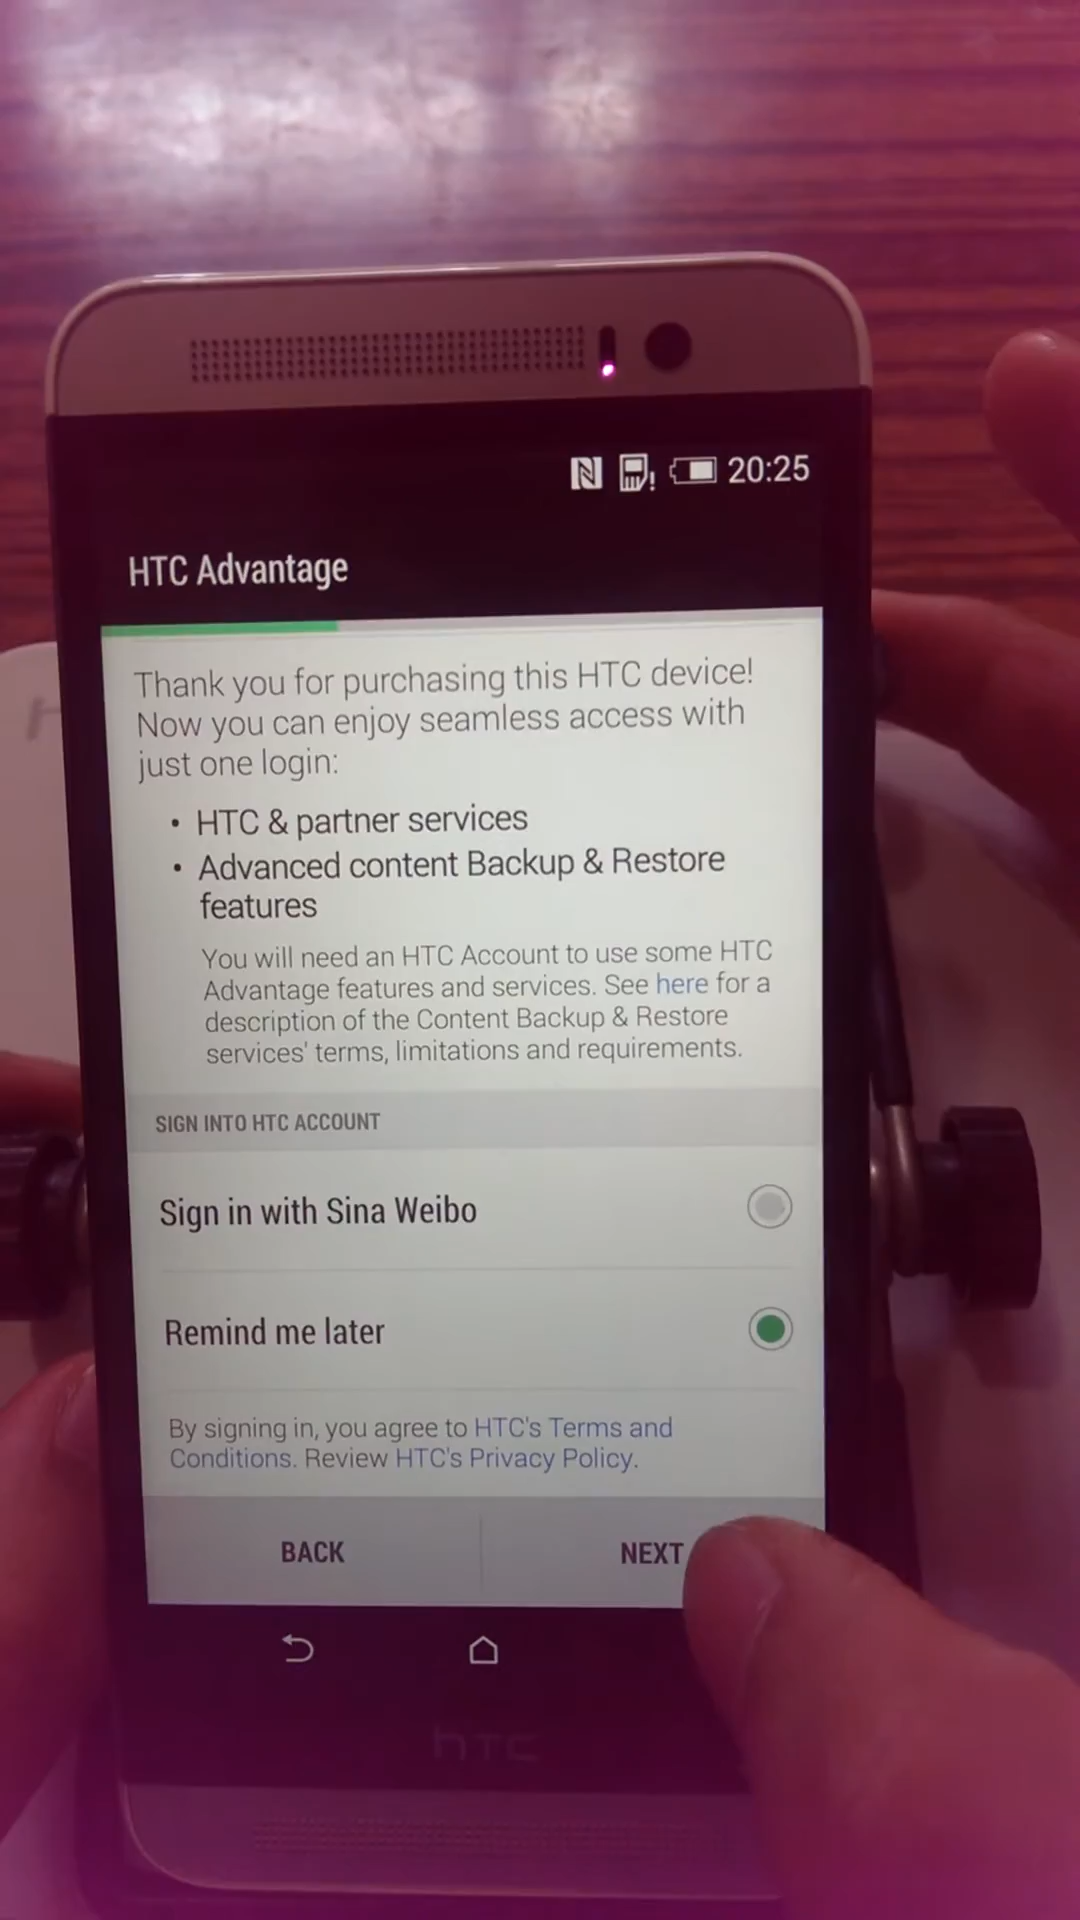 20:25
HTC Advantage
Thank you for purchasing this HTC device!
Now you can enjoy seamless access with
just one login:
• HTC & partner services
• Advanced content Backup & Restore
features
You will need an HTC Account to use some HTC
Advantage features and services. See here for a
description of the Content Backup & Restore
services' terms, limitations and requirements.
SIGN INTO HTC ACCOUNT
Sign in with Sina Weibo
Remind me later
By signing in, you agree to HTC's Terms and
Conditions. Review HTC's Privacy Policy.
BACK NEXT
hTC